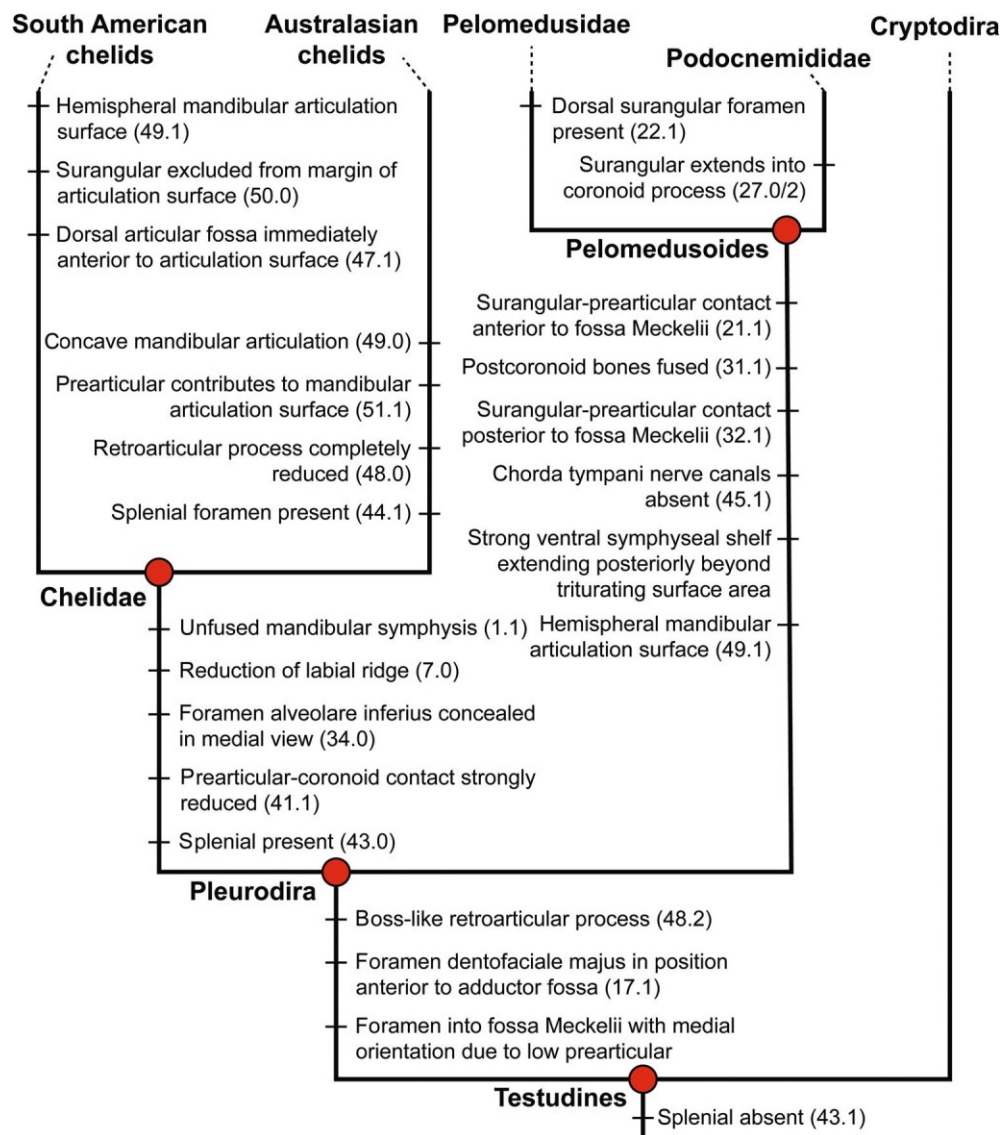 South American
chelids
Australasian
chelids
Pelomedusidae
Podocnemididae
Cryptodira
Hemispheral mandibular articulation
surface (49.1)
Surangular excluded from margin of
articulation surface (50.0)
Dorsal articular fossa immediately
anterior to articulation surface (47.1)
Concave mandibular articulation (49.0)
Prearticular contributes to mandibular
articulation surface (51.1)
Retroarticular process completely
reduced (48.0)
Splenial foramen present (44.1)
Chelidae
Dorsal surangular foramen
present (22.1)
Surangular extends into
coronoid process (27.0/2)
Pelomedusoides
Surangular-prearticular contact
anterior to fossa Meckelii (21.1)
Postcoronoid bones fused (31.1)
Surangular-prearticular contact
posterior to fossa Meckelii (32.1)
Chorda tympani nerve canals
absent (45.1)
Strong ventral symphyseal shelf
extending posteriorly beyond
triturating surface area
Hemispheral mandibular
articulation surface (49.1)
Unfused mandibular symphysis (1.1)
Reduction of labial ridge (7.0)
Foramen alveolare inferius concealed
in medial view (34.0)
Prearticular-coronoid contact strongly
reduced (41.1)
Splenial present (43.0)
Pleurodira
Boss-like retroarticular process (48.2)
Foramen dentofaciale majus in position
anterior to adductor fossa (17.1)
Foramen into fossa Meckelii with medial
orientation due to low prearticular
Testudines
Splenial absent (43.1)